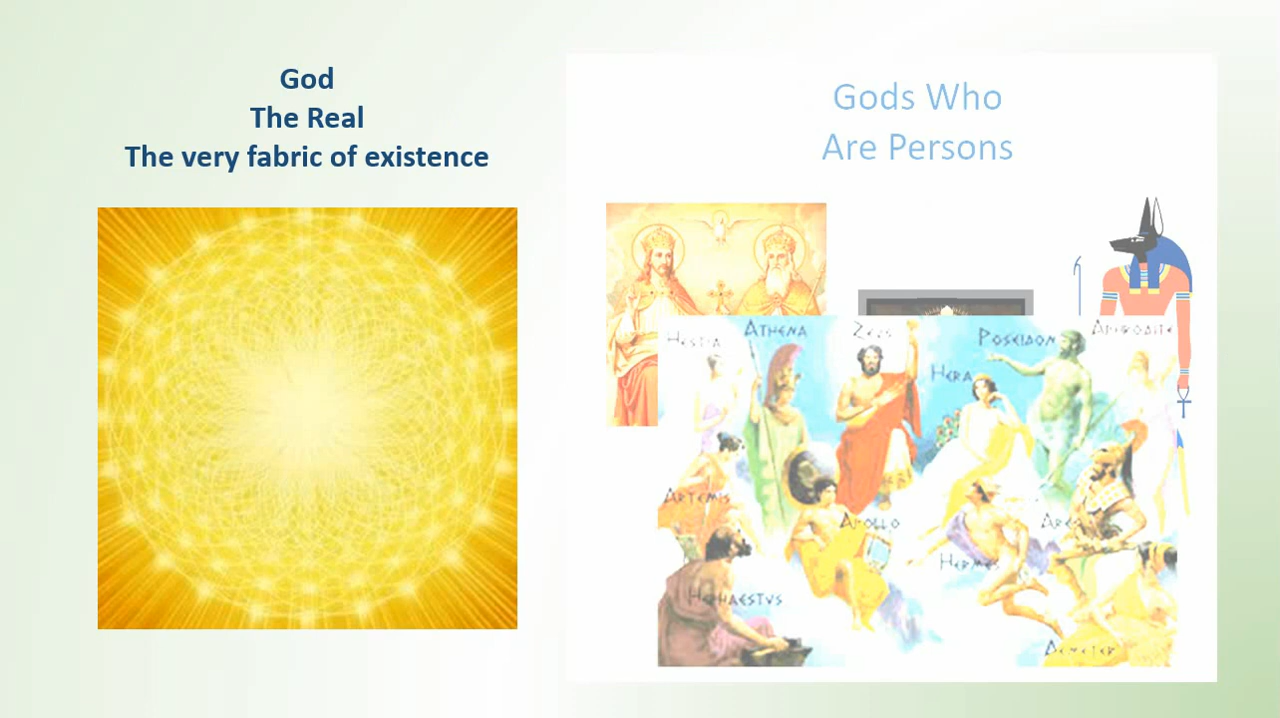 God
The Real
The very fabric of existence
Gods Who
Are Persons
HESTIA
ATHENA
ZEUS
POSEIDON
APHRODITE
HERA
ARTEMIS
APOLLO
ARES
HERMES
HEPHAESTUS
DEMETER